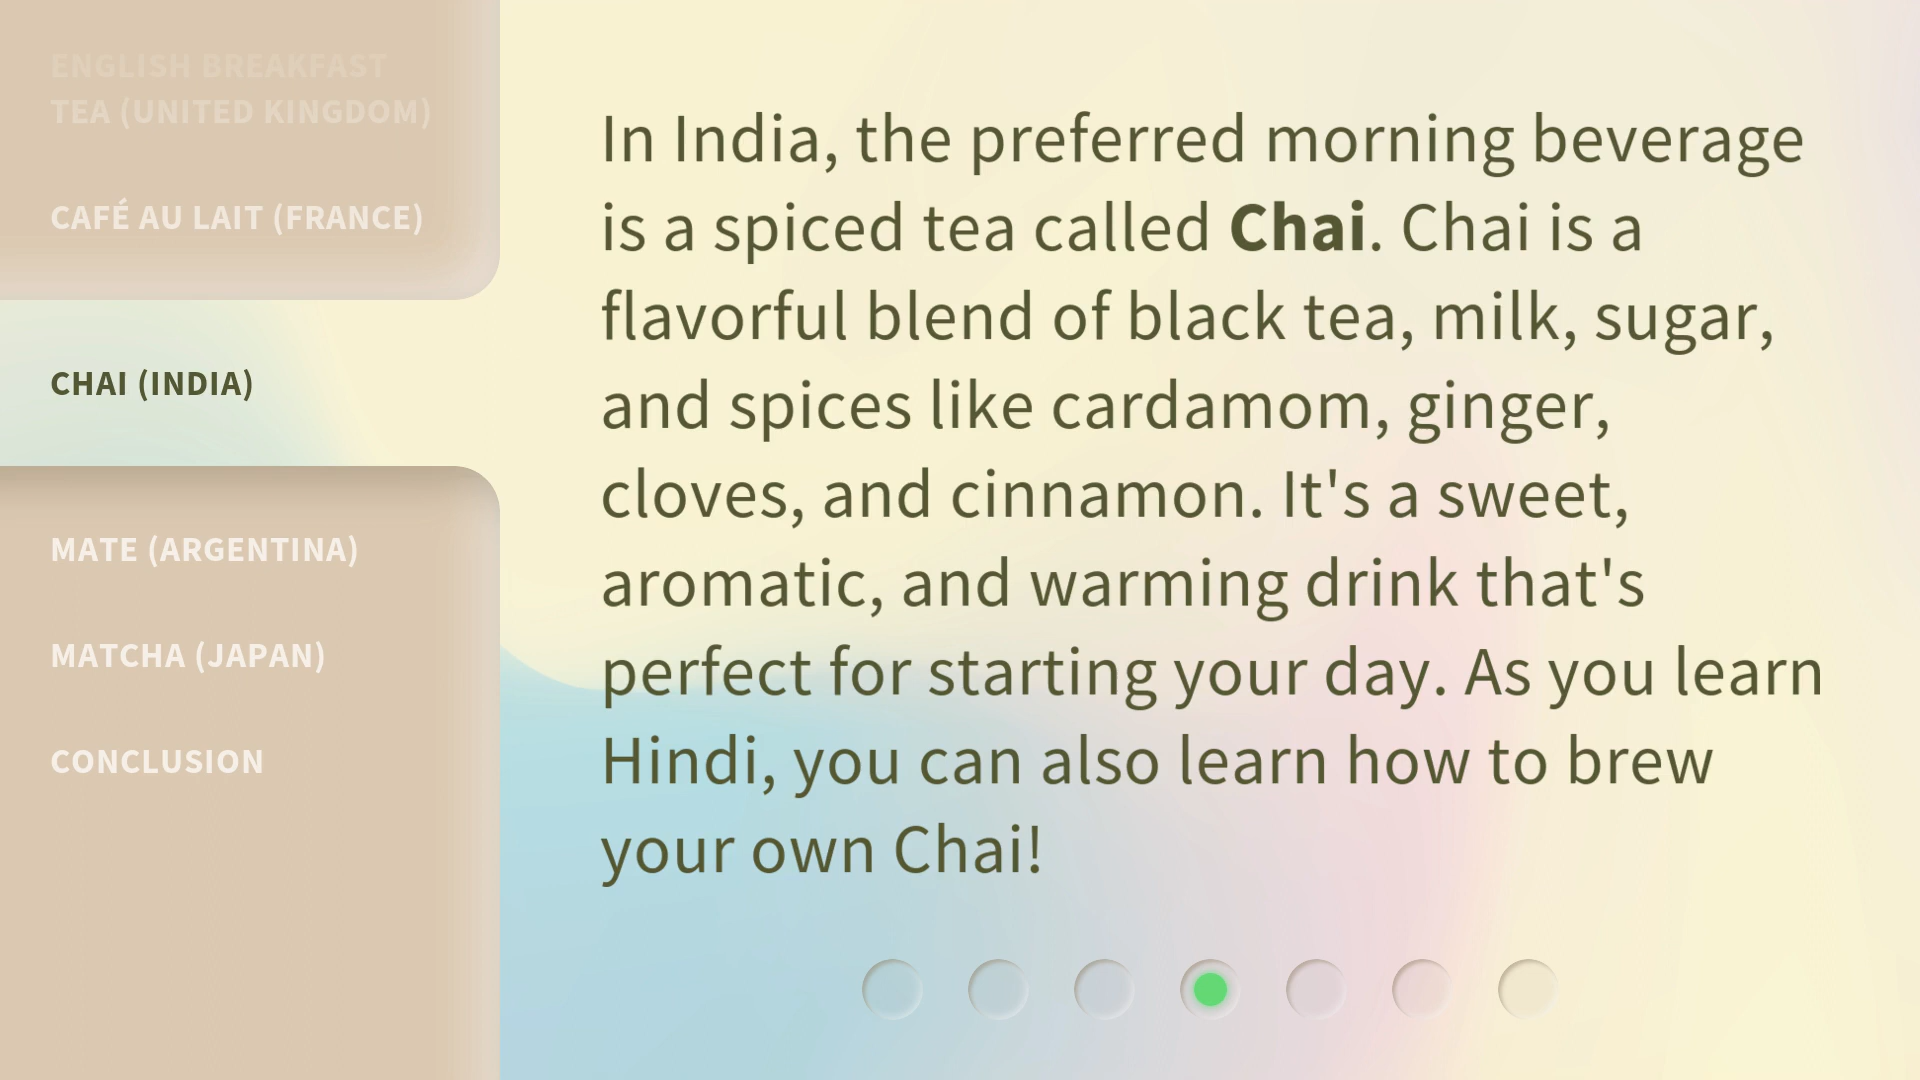 ENGLISH BREAKFAST
TEA (UNITED KINGDOM)
CAFÉ AU LAIT (FRANCE)
CHAI (INDIA)
MATE (ARGENTINA)
MATCHA (JAPAN)
CONCLUSION
In India, the preferred morning beverage
is a spiced tea called Chai. Chai is a
flavorful blend of black tea, milk, sugar,
and spices like cardamom, ginger,
cloves, and cinnamon. It's a sweet,
aromatic, and warming drink that's
perfect for starting your day. As you learn
Hindi, you can also learn how to brew
your own Chai!